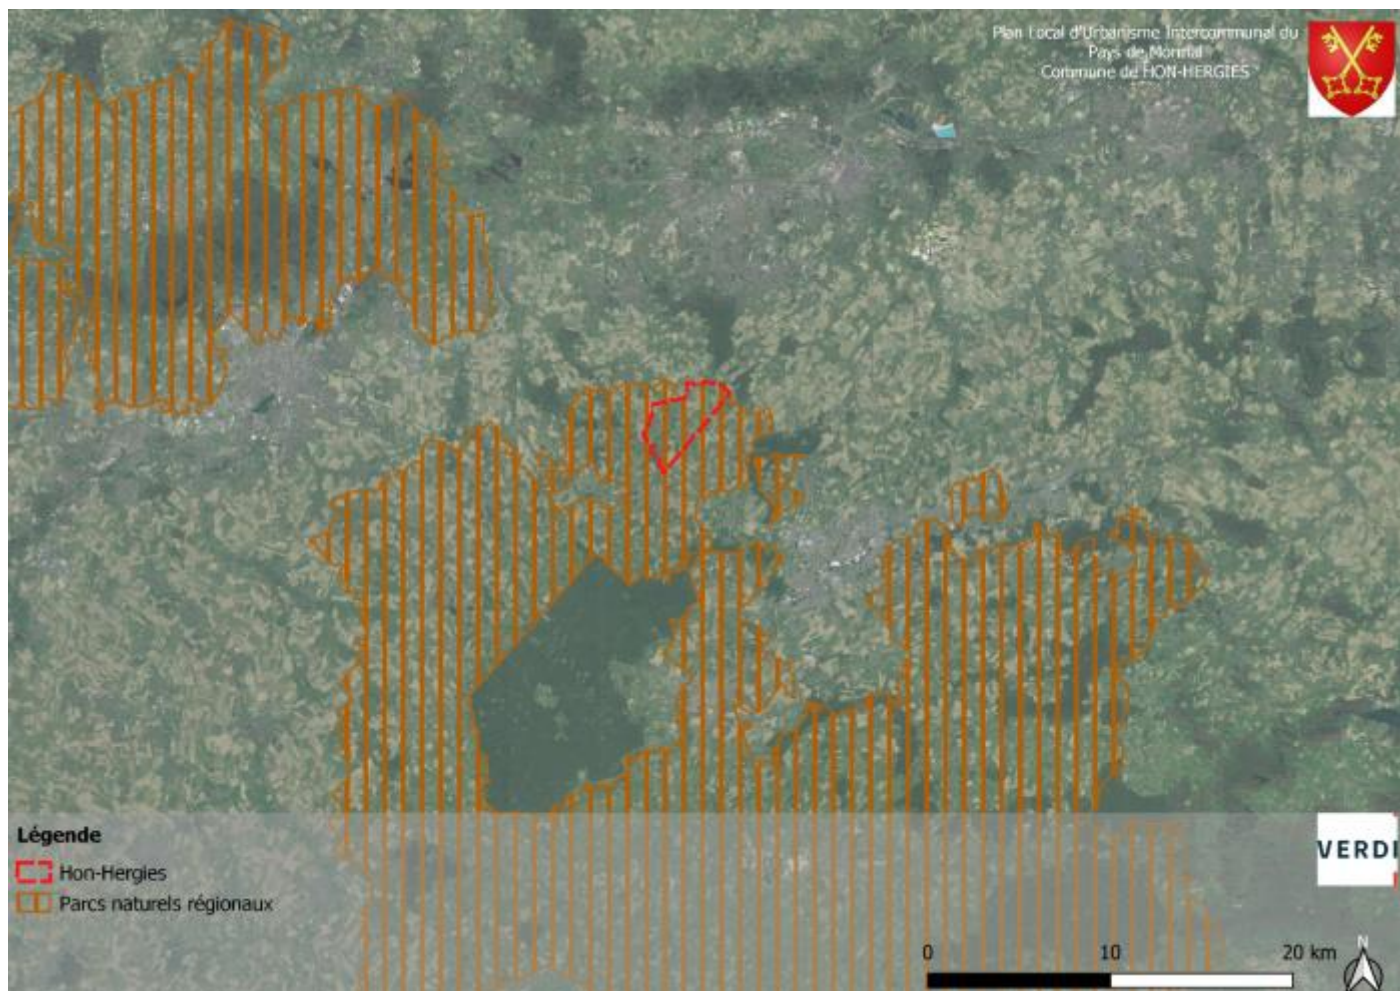 Plan Local d'Urbanisme Intercommunal du
Pays de Mormal
Commune de HON-HERGIES
Légende
Hon-Hergies
Parcs naturels régionaux
VERDI
0 10 20 km
N